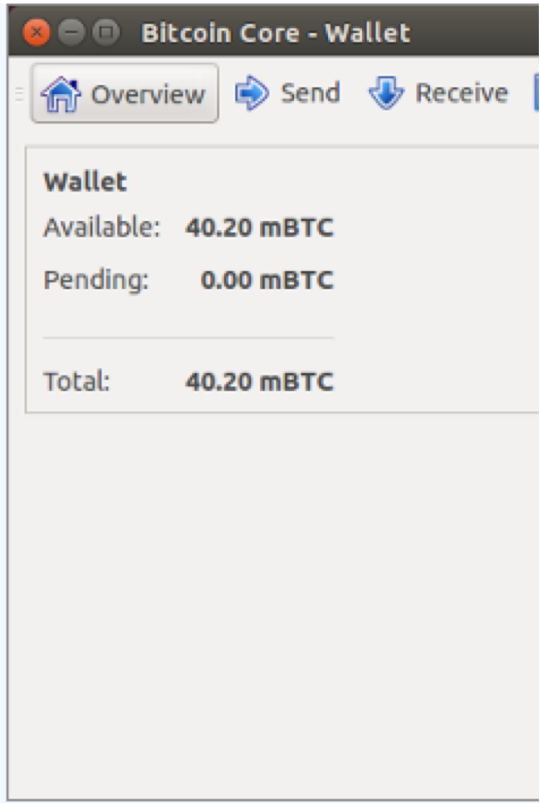 Bitcoin Core - Wallet
Overview Send Receive
Wallet
Available: 40.20 mBTC
Pending: 0.00 mBTC
Total: 40.20 mBTC